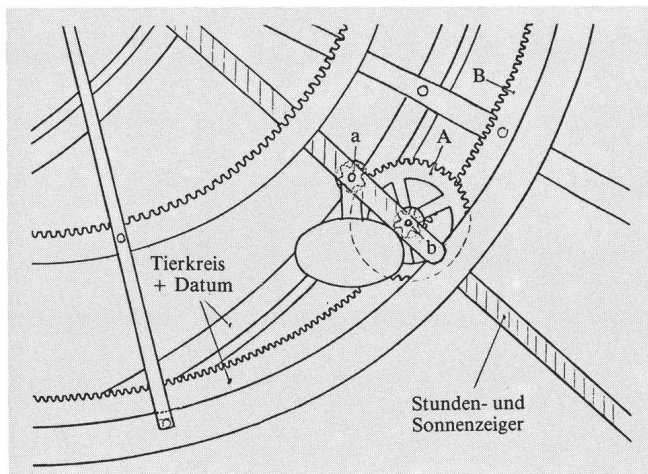 B
A
a
b
Tierkreis
+ Datum
Stunden- und
Sonnenzeiger